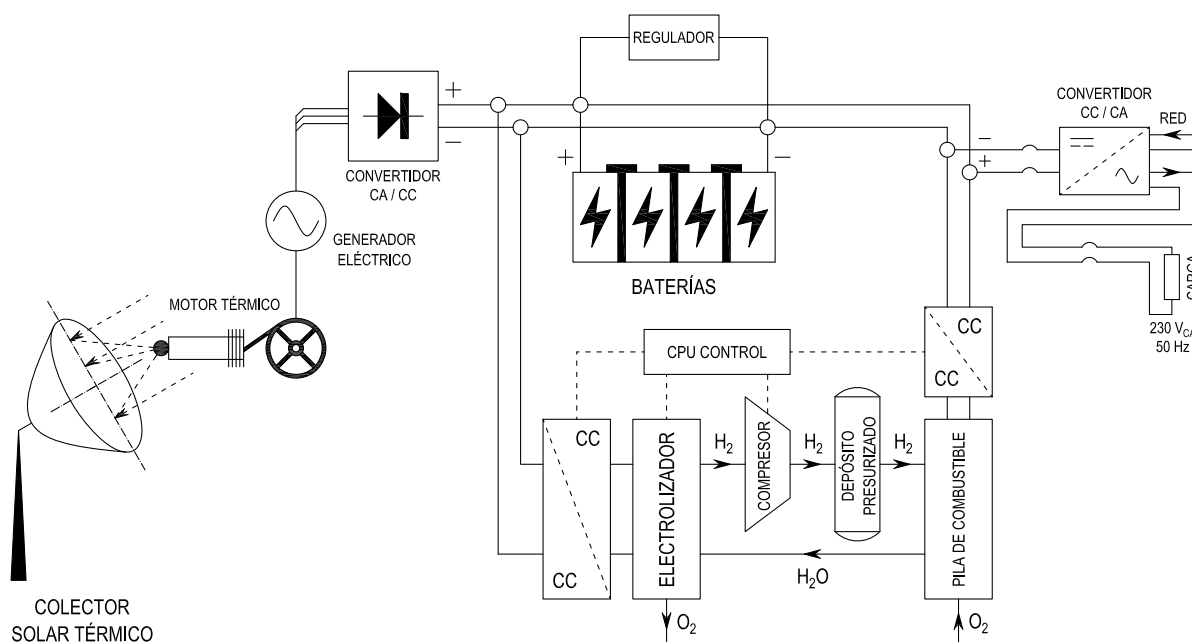 REGULADOR
CONVERTIDOR
CC / CA
RED
+
–
CONVERTIDOR
CA / CC
–
+
+
–
GENERADOR
ELÉCTRICO
BATERÍAS
CARGA
230 VCA
50 Hz
MOTOR TÉRMICO
CPU CONTROL
CC
CC
CC
CC
ELECTROLIZADOR
H2
COMPRESOR
H2
DEPÓSITO
PRESURIZADO
H2
PILA DE COMBUSTIBLE
H2O
O2
O2
COLECTOR
SOLAR TÉRMICO